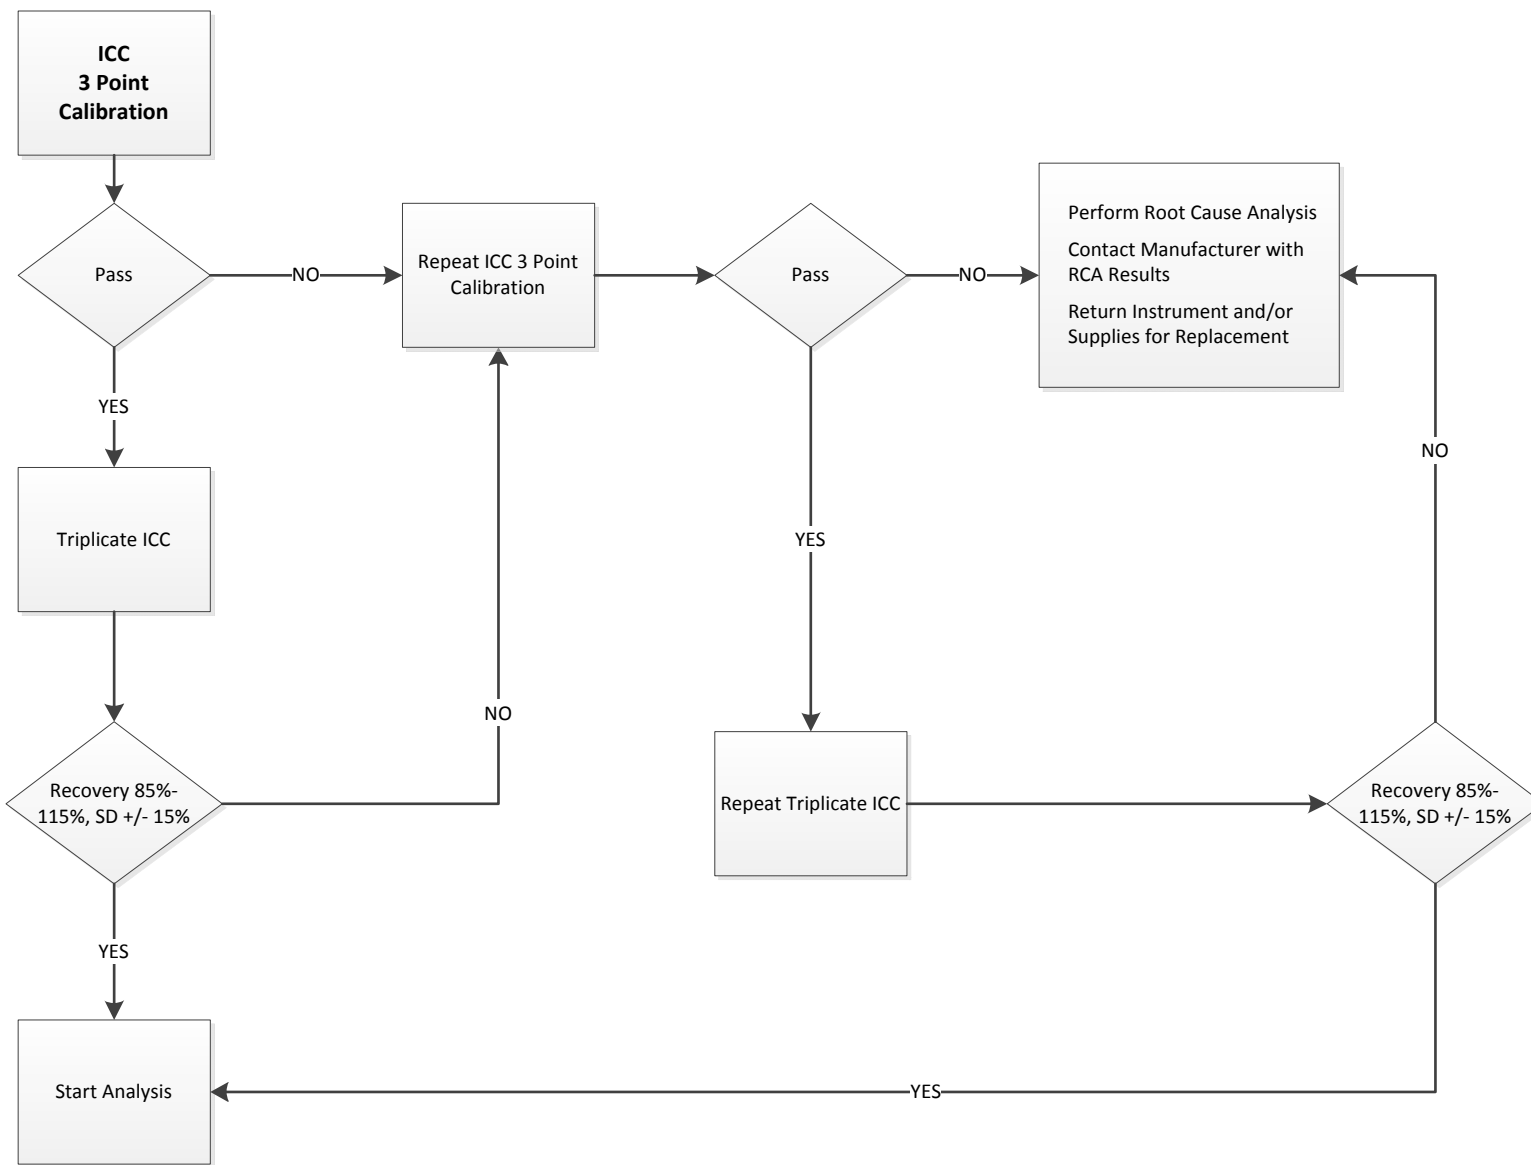 ICC
3 Point
Calibration
Pass
NO
Repeat ICC 3 Point
Calibration
Pass
NO
Perform Root Cause Analysis
Contact Manufacturer with
RCA Results
Return Instrument and/or
Supplies for Replacement
YES
NO
Triplicate ICC
YES
NO
Recovery 85%-
115%, SD +/- 15%
Repeat Triplicate ICC
Recovery 85%-
115%, SD +/- 15%
YES
Start Analysis
YES